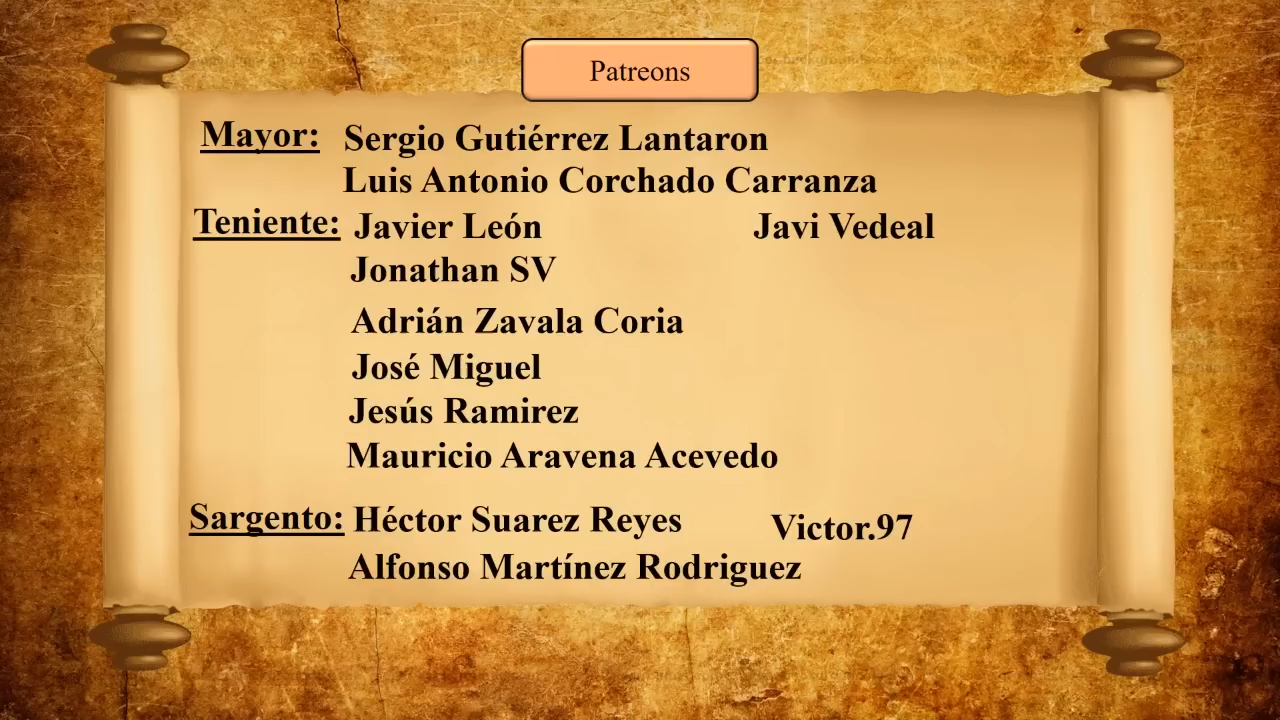 Patreons
Mayor: Sergio Gutiérrez Lantaron
Luis Antonio Corchado Carranza
Teniente: Javier León Javi Vedeal
Jonathan SV
Adrián Zavala Coria
José Miguel
Jesús Ramirez
Mauricio Aravena Acevedo
Sargento: Héctor Suarez Reyes Victor.97
Alfonso Martínez Rodriguez